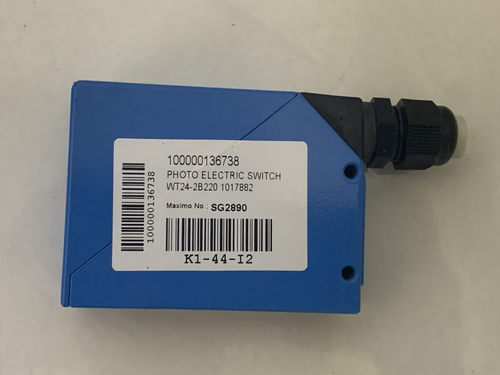 100000136738
PHOTO ELECTRIC SWITCH
WT24-2B220 1017882
Maximo No : SG2890
K1-44-I2
100000136738